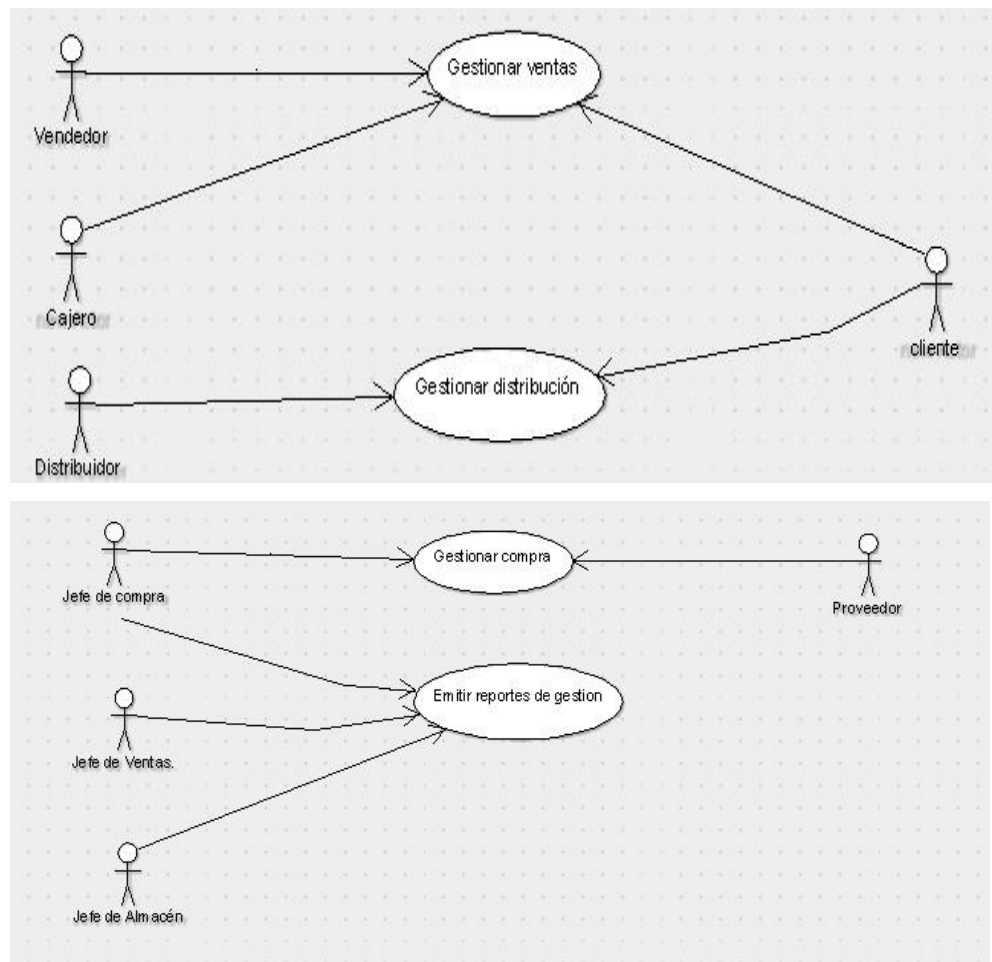 Gestionar ventas
Vendedor
Cajero
cliente
Gestionar distribución
Distribuidor
Gestionar compra
Jefe de compra
Proveedor
Emitir reportes de gestion
Jefe de Ventas.
Jefe de Almacén